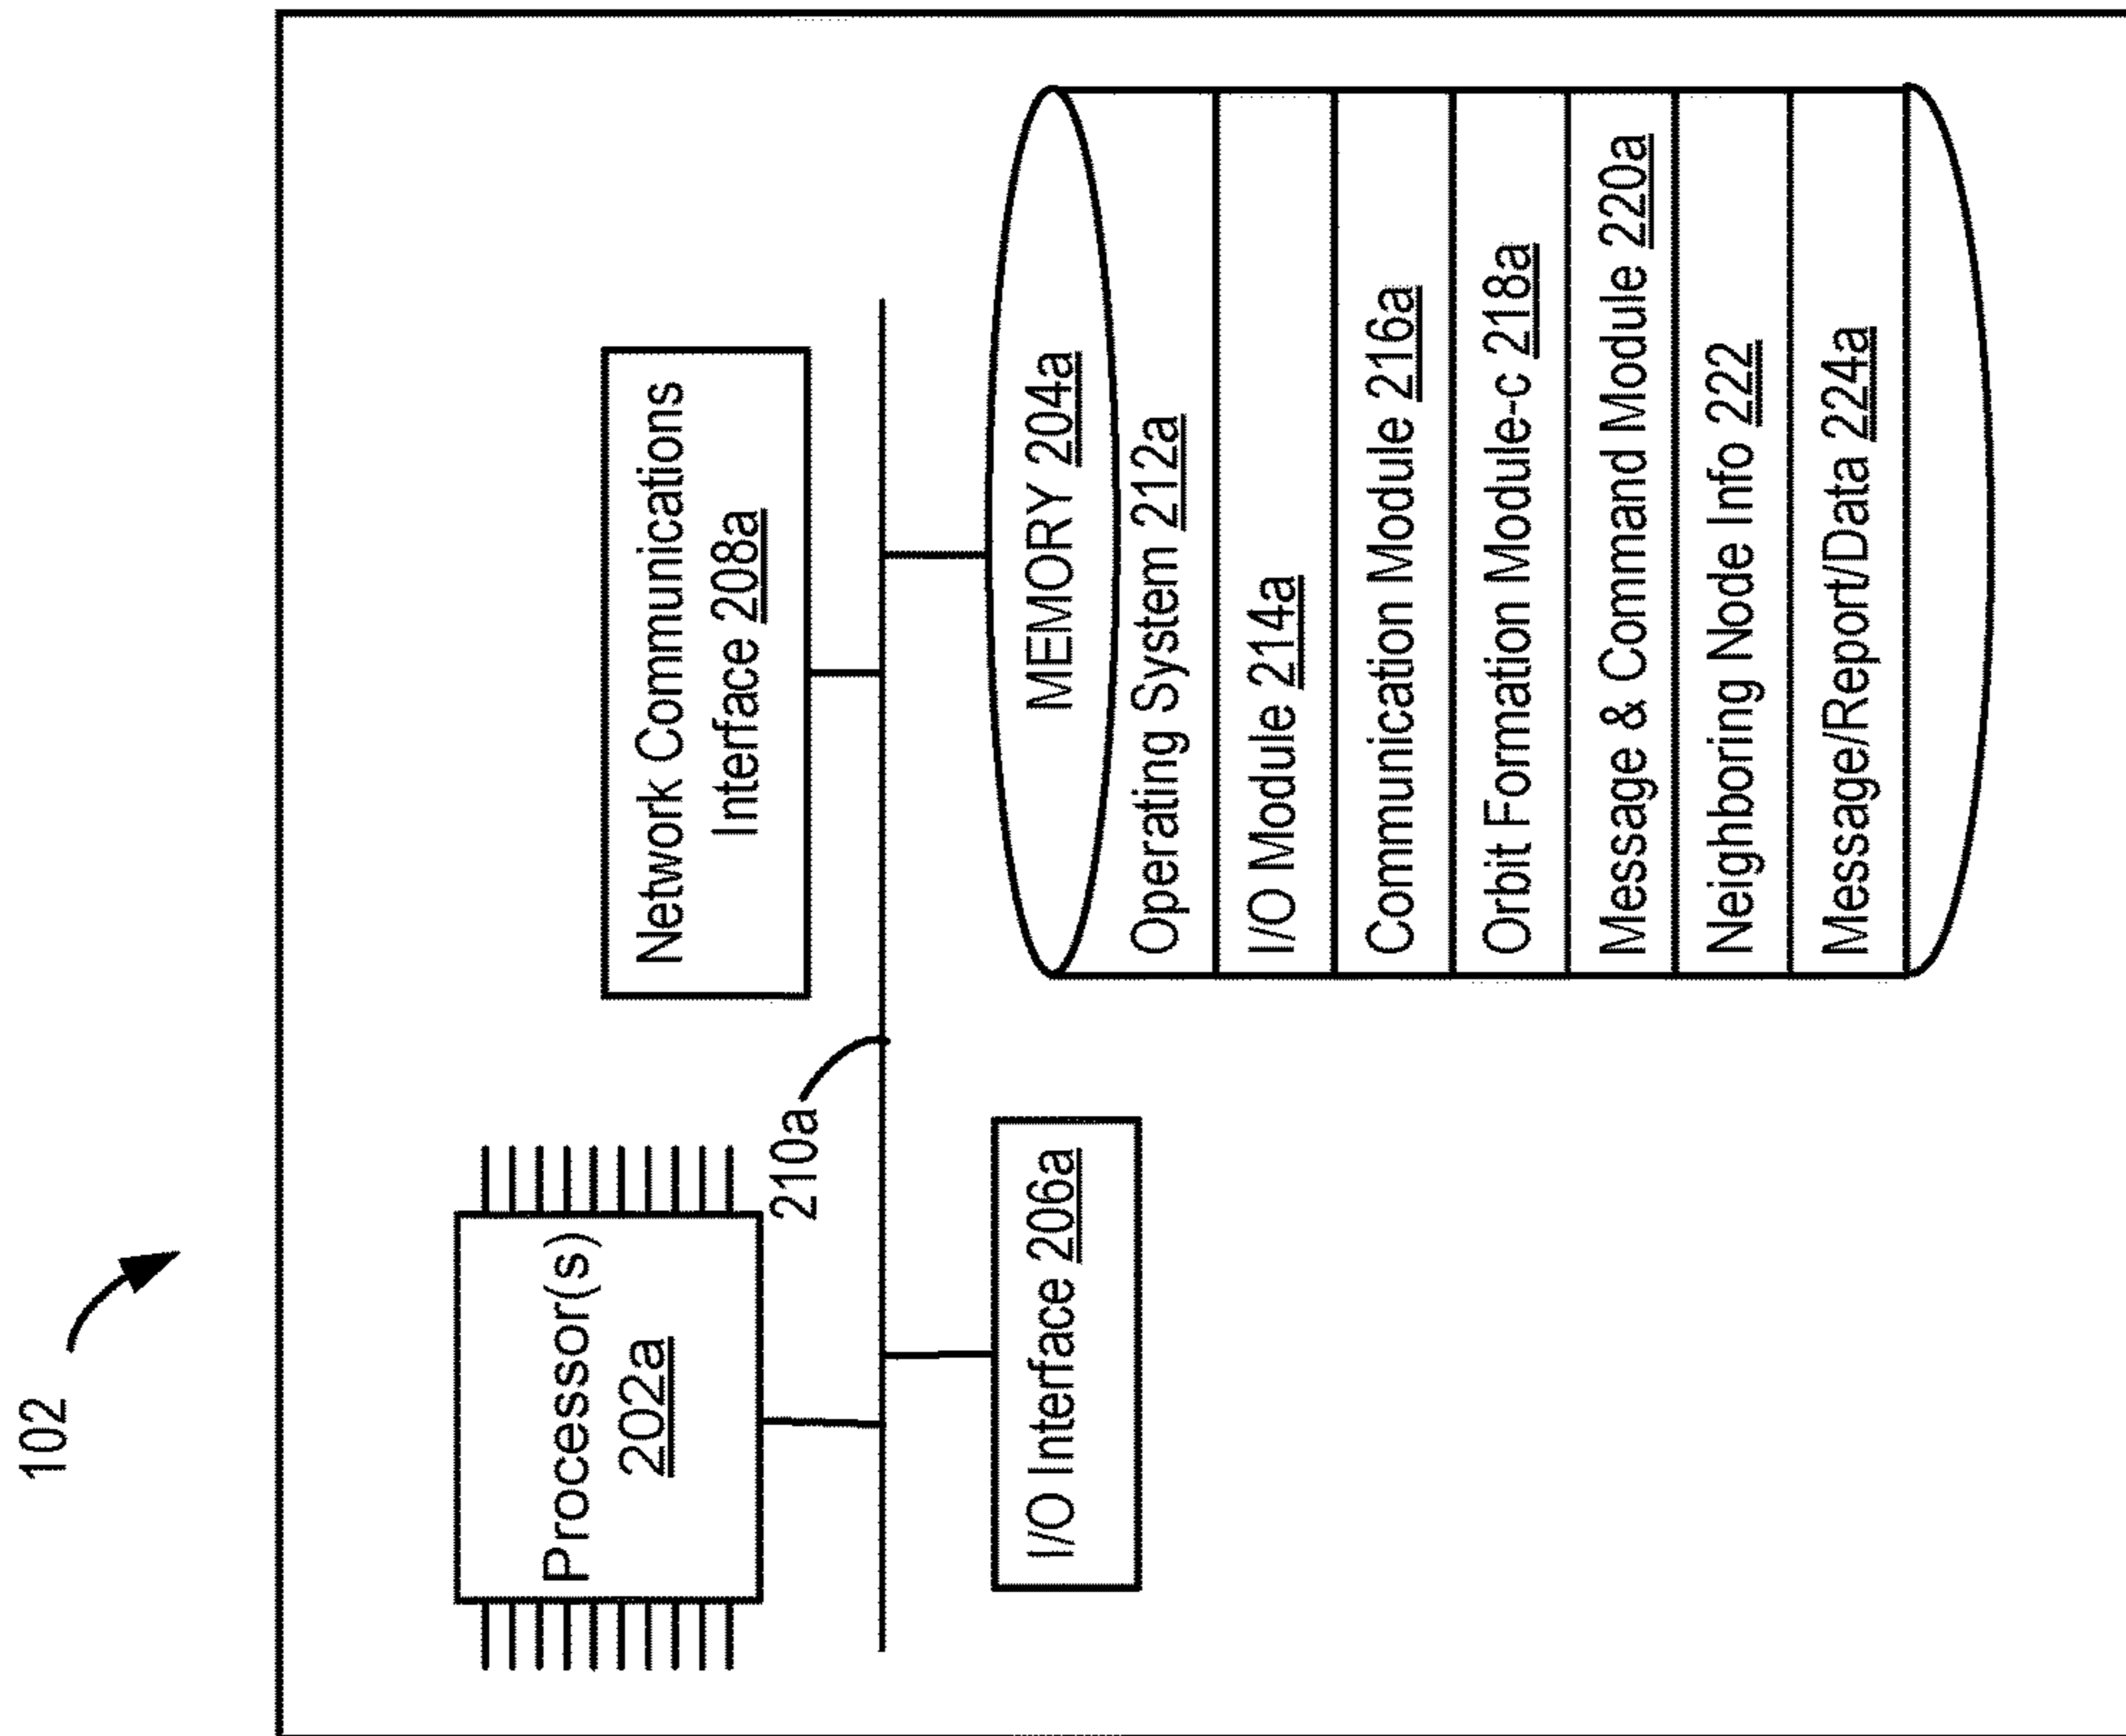 102
Processor(s)
202a
Network Communications
Interface 208a
210a
I/O Interface 206a
MEMORY 204a
Operating System 212a
I/O Module 214a
Communication Module 216a
Orbit Formation Module-c 218a
Message & Command Module 220a
Neighboring Node Info 222
Message/Report/Data 224a